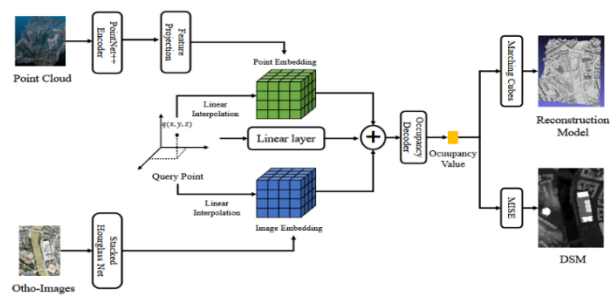 PointNet++
Encoder
Feature
Projection
Point Cloud
Point Embedding
Linear
Interpolation
q(x, y, z)
Linear layer
Query Point
Linear
Interpolation
Image Embedding
Stacked
Hourglass Net
Otho-Images
Occupancy
Decoder
Ocuupancy
Value
Marching Cubes
Reconstruction
Model
MISE
DSM